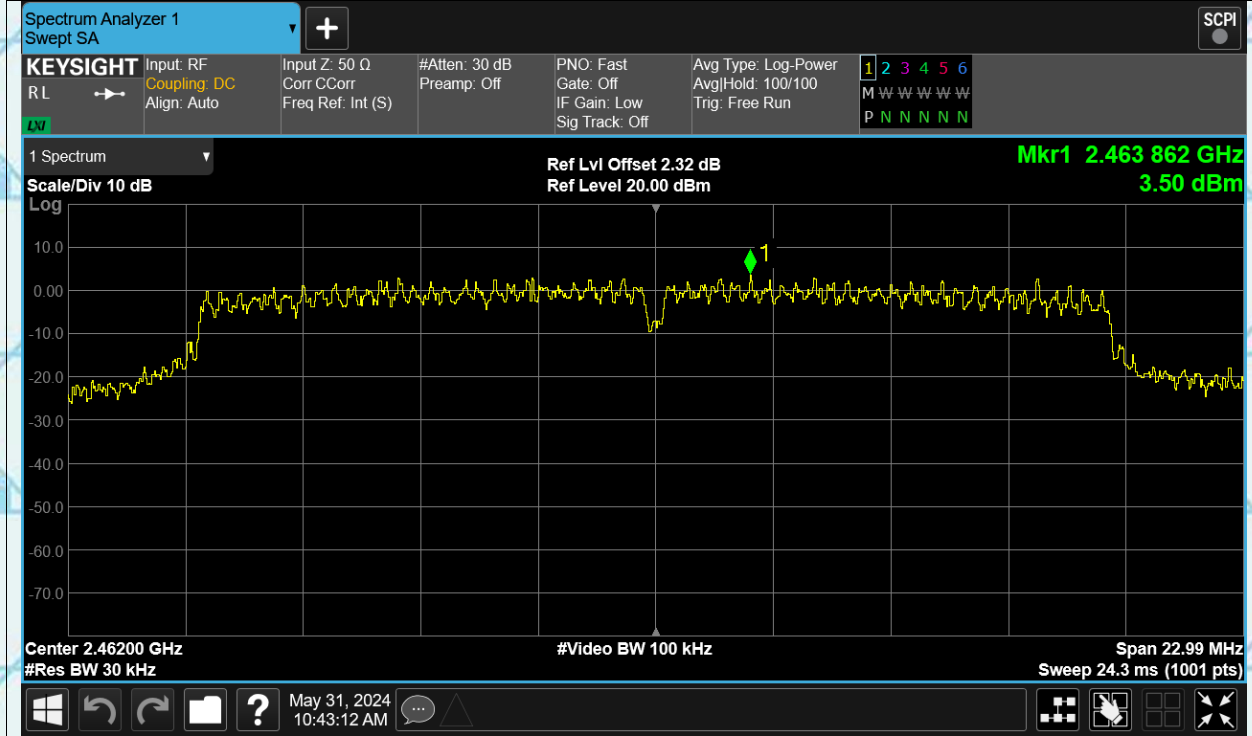 Spectrum Analyzer 1
Swept SA
+
SCPI
KEYSIGHT
RL
LXI
Input: RF
Coupling: DC
Align: Auto
Input Z: 50 Ω
Corr CCorr
Freq Ref: Int (S)
#Atten: 30 dB
Preamp: Off
PNO: Fast
Gate: Off
IF Gain: Low
Sig Track: Off
Avg Type: Log-Power
Avg|Hold: 100/100
Trig: Free Run
1 2 3 4 5 6
M W W W W W
P N N N N N
1 Spectrum
Scale/Div 10 dB
Log
Ref Lvl Offset 2.32 dB
Ref Level 20.00 dBm
Mkr1 2.463 862 GHz
3.50 dBm
1
10.0
0.00
-10.0
-20.0
-30.0
-40.0
-50.0
-60.0
-70.0
Center 2.46200 GHz
#Res BW 30 kHz
#Video BW 100 kHz
Span 22.99 MHz
Sweep 24.3 ms (1001 pts)
?
May 31, 2024
10:43:12 AM